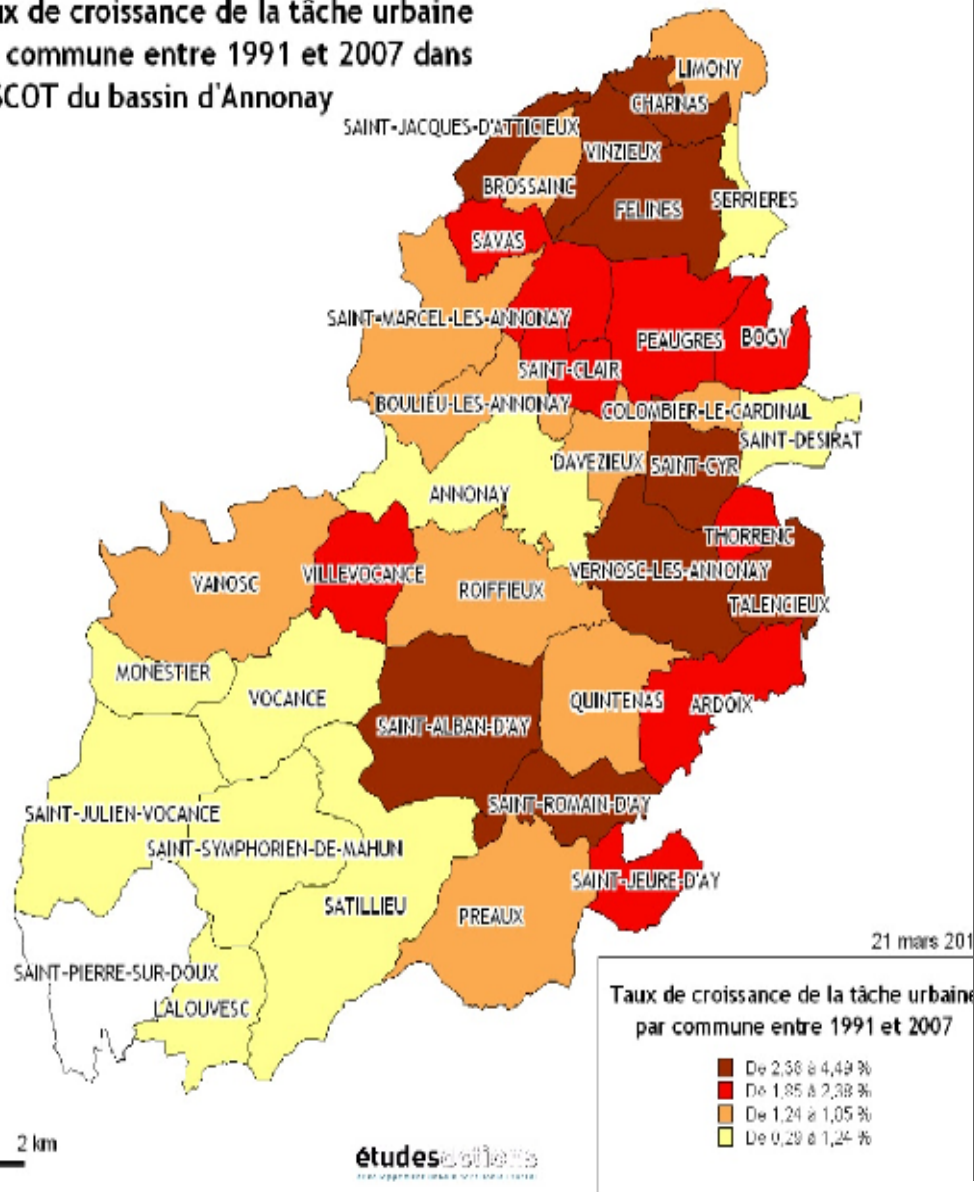 ux de croissance de la tâche urbaine
commune entre 1991 et 2007 dans
SCOT du bassin d'Annonay
LIMONY
CHARNAS
SAINT-JACQUES-D'ATTICIEUX
VINZIEUX
BROSSAINC
SERRIERES
FELINES
SAVAS
SAINT-MARCEL-LES-ANNONAY
PEAUGRES
BOGY
SAINT-CLAIR
BOULIEU-LES-ANNONAY
COLOMBIER-LE-CARDINAL
SAINT-DESIRAT
DAVEZIEUX
SAINT-CYR
ANNONAY
THORRENC
VERNOSC-LES-ANNONAY
VANOSC
VILLEVOCANCE
ROIFFIEUX
TALENCIEUX
MONESTIER
VOCANCE
QUINTENAS
ARDOIX
SAINT-ALBAN-D'AY
SAINT-ROMAIN-D'AY
SAINT-JULIEN-VOCANCE
SAINT-SYMPHORIEN-DE-MAHUN
SAINT-JEURE-D'AY
SATILLIEU
PREAUX
21 mars 201
SAINT-PIERRE-SUR-DOUX
LALOUVESC
Taux de croissance de la tâche urbaine
par commune entre 1991 et 2007
De 2,38 à 4,49 %
De 1,85 à 2,38 %
De 1,24 à 1,85 %
De 0,29 à 1,24 %
2 km
étudesactions